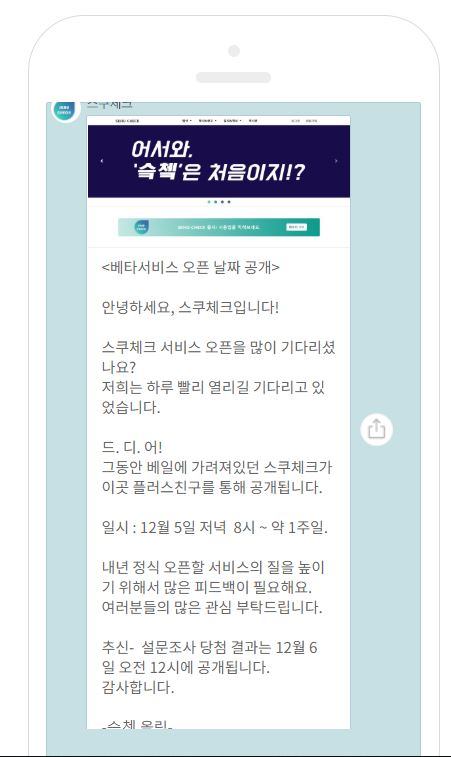 스쿠체크
SKHU CHECK
어서와.
'슥첵'은 처음이지!?
<베타서비스 오픈 날짜 공개>
안녕하세요, 스쿠체크입니다!
스쿠체크 서비스 오픈을 많이 기다리셨
나요?
저희는 하루 빨리 열리길 기다리고 있
었습니다.
드. 디. 어!
그동안 베일에 가려져있던 스쿠체크가
이곳 플러스친구를 통해 공개됩니다.
일시 : 12월 5일 저녁  8시 ~ 약 1주일.
내년 정식 오픈할 서비스의 질을 높이
기 위해서 많은 피드백이 필요해요.
여러분들의 많은 관심 부탁드립니다.
추신-  설문조사 당첨 결과는 12월 6
일 오전 12시에 공개됩니다.
감사합니다.
-슥첵 올림-